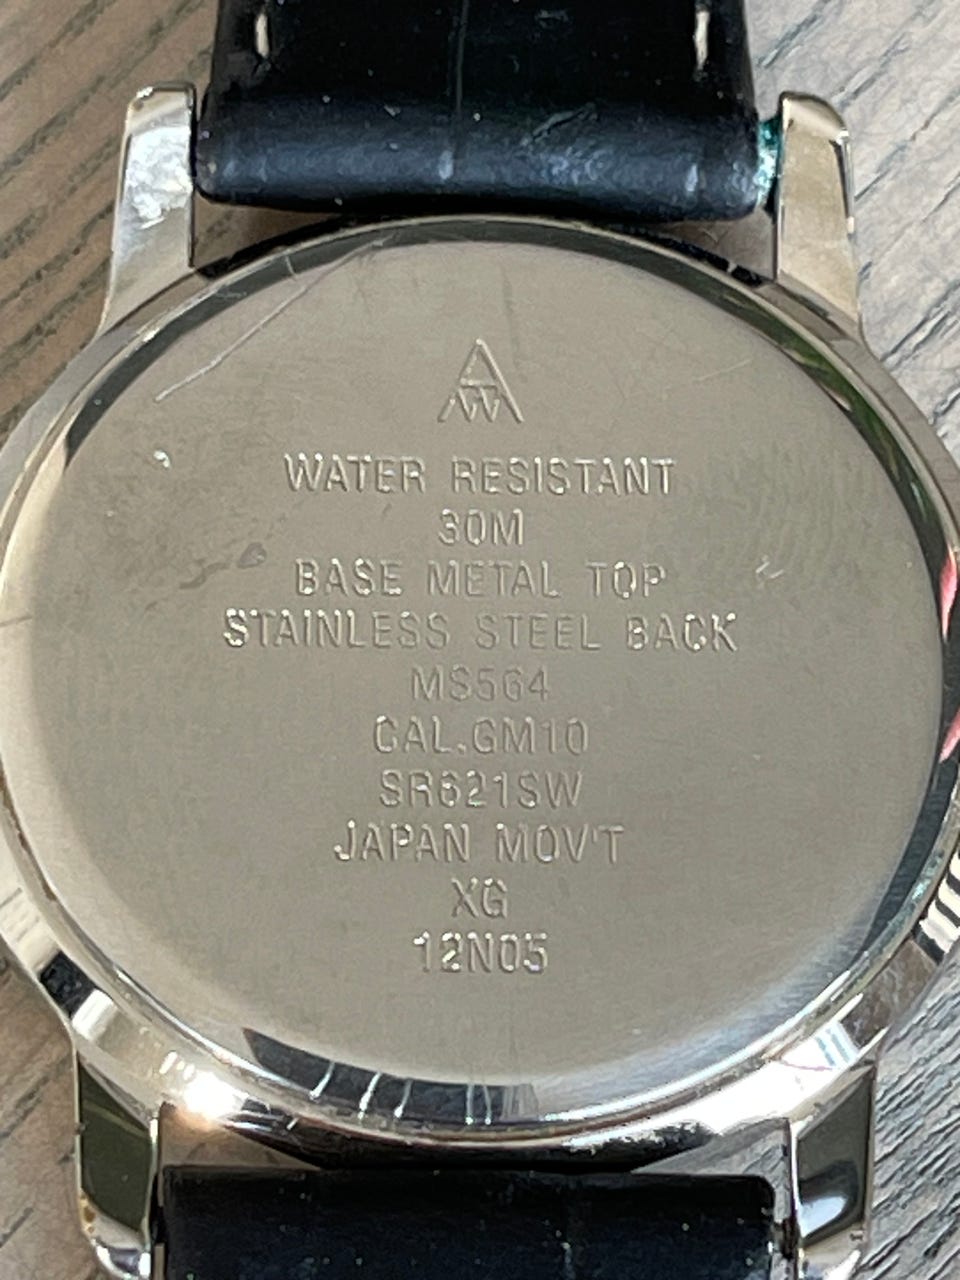 WATER RESISTANT
30M
BASE METAL TOP
STAINLESS STEEL BACK
MS564
CAL.GM10
SR621SW
JAPAN MOV'T
XG
12N05